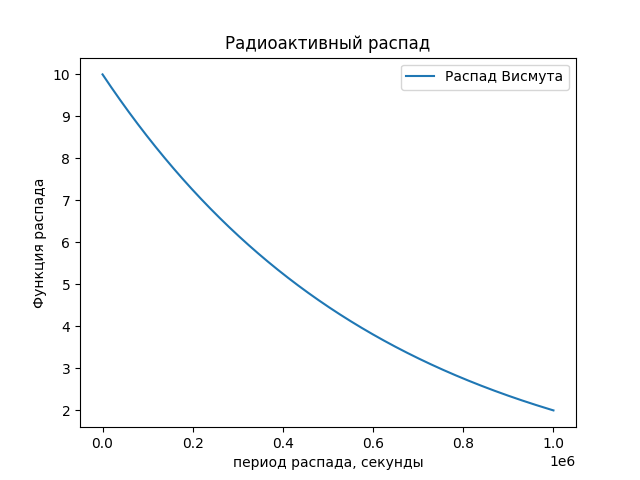 Радиоактивный распад
Распад Висмута
Функция распада
10
9
8
7
6
5
4
3
2
0.0 0.2 0.4 0.6 0.8 1.0
1e6
период распада, секунды